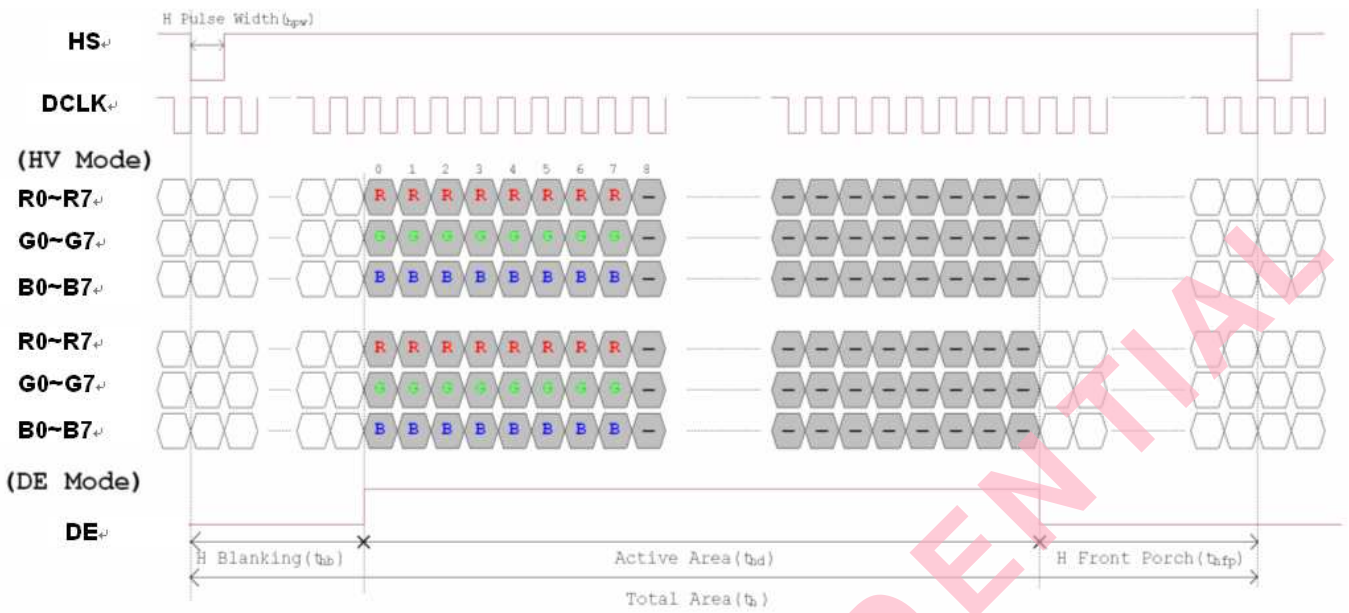 H Pulse Width(thpw)
HS
DCLK
(HV Mode)
0 1 2 3 4 5 6 7 8
R0~R7 R R R R R R R R
G0~G7 G G G G G G G G
B0~B7 B B B B B B B B
R0~R7 R R R R R R R R
G0~G7 G G G G G G G G
B0~B7 B B B B B B B B
(DE Mode)
DE
H Blanking(thb) Active Area(thd) H Front Porch(thfp)
Total Area(th)
DENTIAL